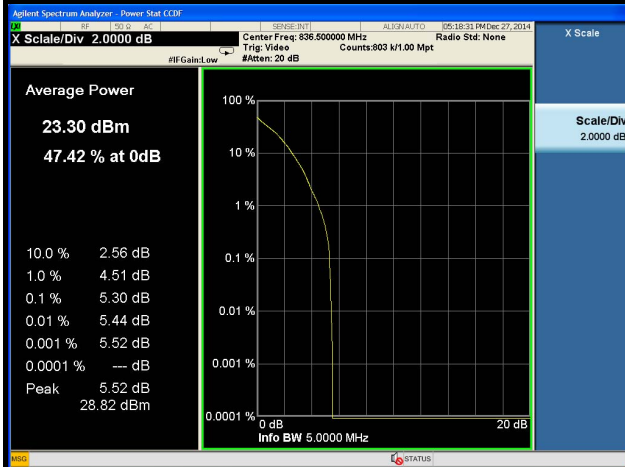 Agilent Spectrum Analyzer - Power Stat CCDF
LXI RF 50 Ω AC SENSE:INT ALIGN AUTO 05:18:31 PM Dec 27, 2014
X Sclale/Div 2.0000 dB
Center Freq: 836.500000 MHz Radio Std: None
Trig: Video Counts:803 k/1.00 Mpt
#IFGain:Low #Atten: 20 dB
X Scale
Scale/Div
2.0000 dB
Average Power
23.30 dBm
47.42 % at 0dB
10.0 % 2.56 dB
1.0 % 4.51 dB
0.1 % 5.30 dB
0.01 % 5.44 dB
0.001 % 5.52 dB
0.0001 % --- dB
Peak 5.52 dB
28.82 dBm
100 %
10 %
1 %
0.1 %
0.01 %
0.001 %
0.0001 %
0 dB 20 dB
Info BW 5.0000 MHz
MSG STATUS